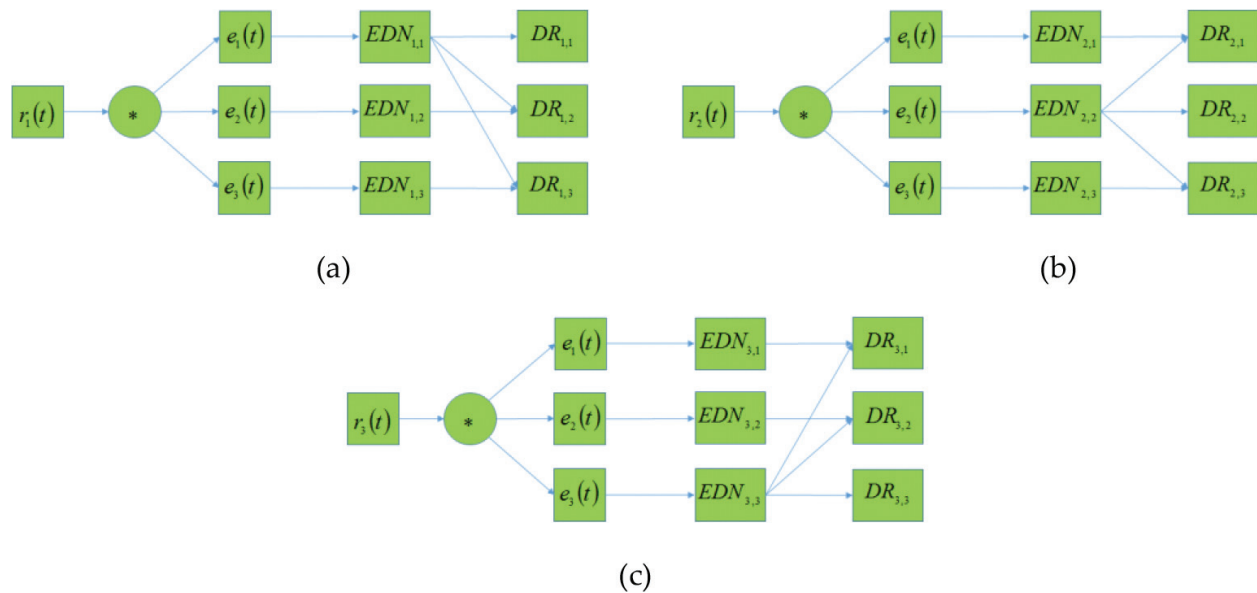 e₁(t) EDN₁,₁ DR₁,₁
r₁(t) * e₂(t) EDN₁,₂ DR₁,₂
e₃(t) EDN₁,₃ DR₁,₃
(a)
e₁(t) EDN₂,₁ DR₂,₁
r₂(t) * e₂(t) EDN₂,₂ DR₂,₂
e₃(t) EDN₂,₃ DR₂,₃
(b)
e₁(t) EDN₃,₁ DR₃,₁
r₃(t) * e₂(t) EDN₃,₂ DR₃,₂
e₃(t) EDN₃,₃ DR₃,₃
(c)